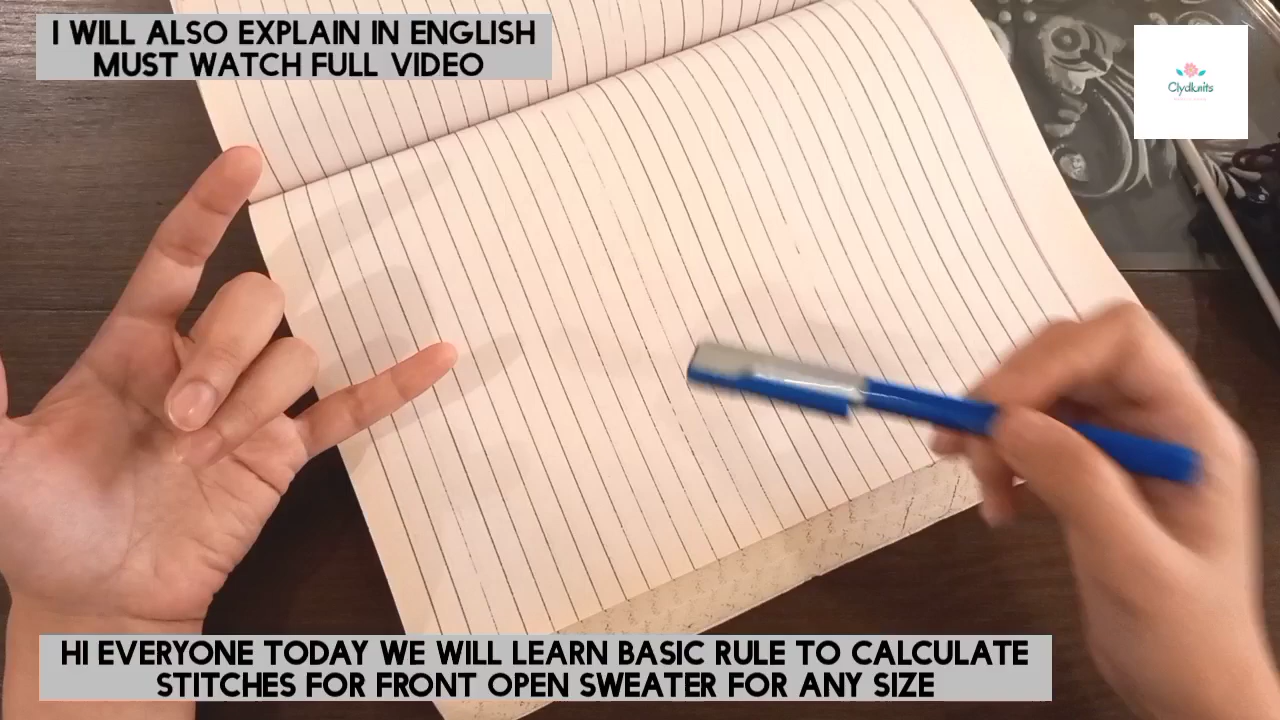 I WILL ALSO EXPLAIN IN ENGLISH
MUST WATCH FULL VIDEO
Clydknits
HI EVERYONE TODAY WE WILL LEARN BASIC RULE TO CALCULATE
STITCHES FOR FRONT OPEN SWEATER FOR ANY SIZE